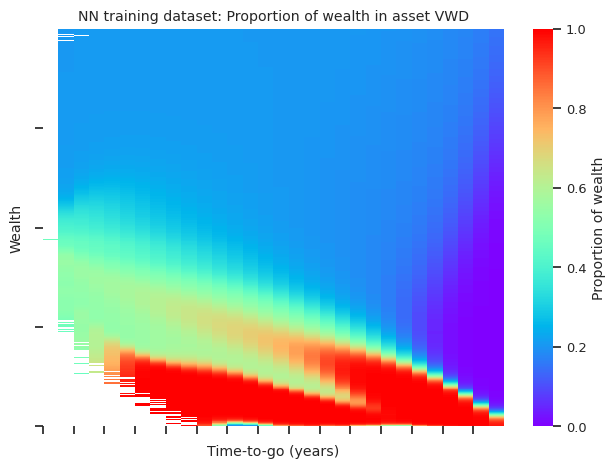 NN training dataset: Proportion of wealth in asset VWD
Wealth
Time-to-go (years)
1.0
0.8
0.6
0.4
0.2
0.0
Proportion of wealth